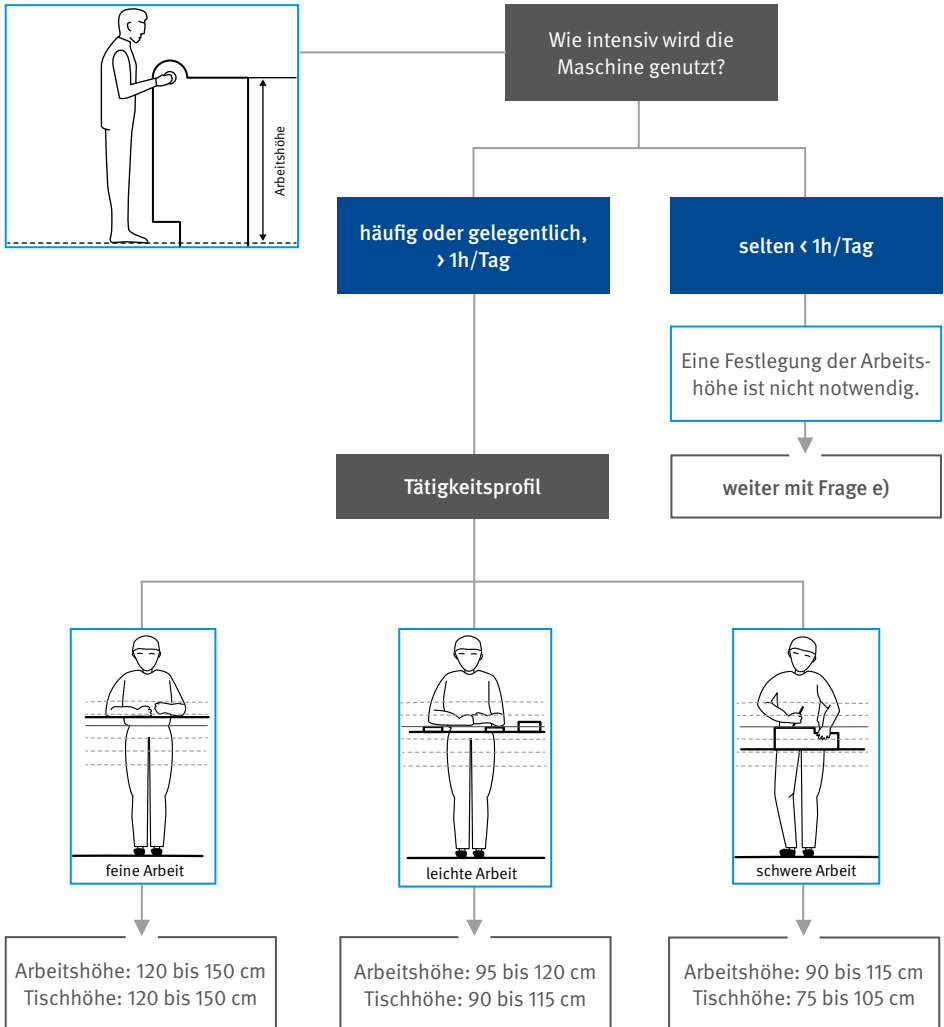 Wie intensiv wird die
Maschine genutzt?
Arbeitshöhe
häufig oder gelegentlich,
> 1h/Tag
selten < 1h/Tag
Eine Festlegung der Arbeits-
höhe ist nicht notwendig.
Tätigkeitsprofil
weiter mit Frage e)
feine Arbeit
leichte Arbeit
schwere Arbeit
Arbeitshöhe: 120 bis 150 cm
Tischhöhe: 120 bis 150 cm
Arbeitshöhe: 95 bis 120 cm
Tischhöhe: 90 bis 115 cm
Arbeitshöhe: 90 bis 115 cm
Tischhöhe: 75 bis 105 cm